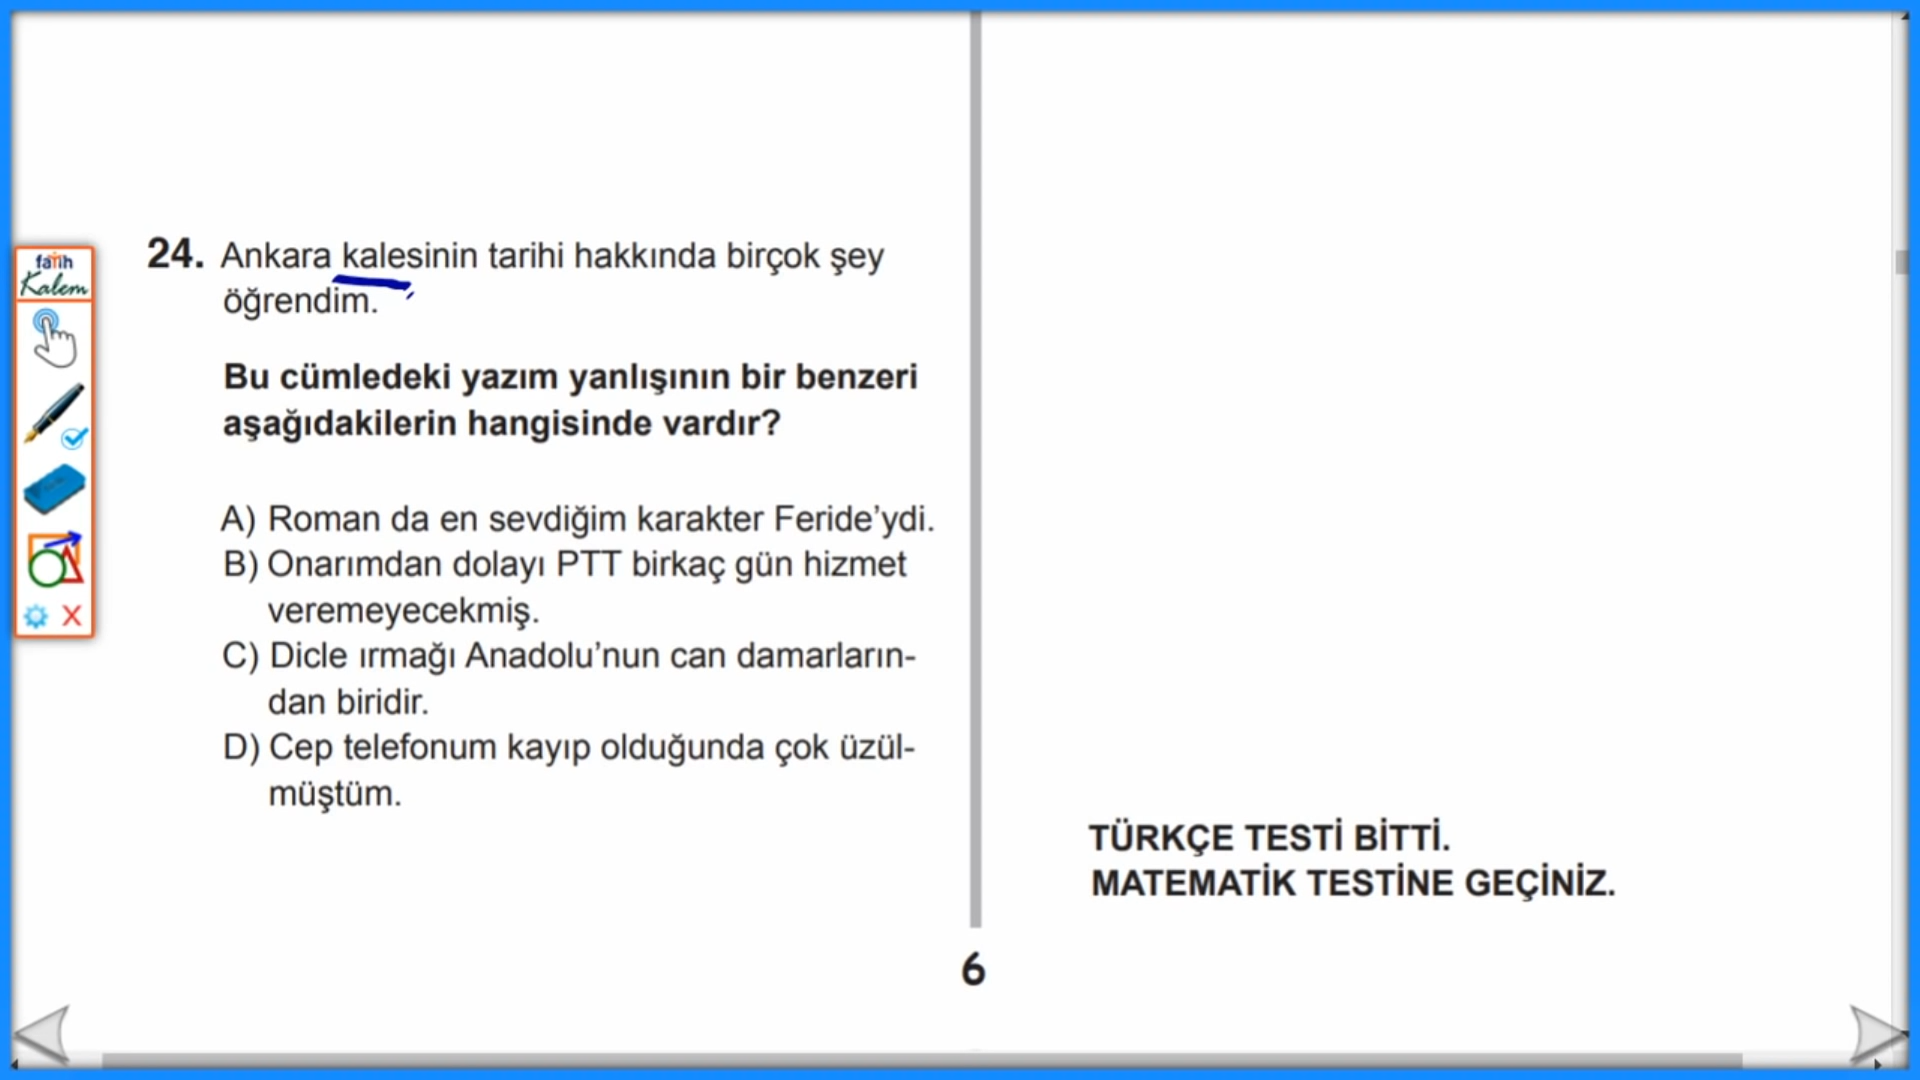 fatih
Kalem
24. Ankara kalesinin tarihi hakkında birçok şey
öğrendim.
Bu cümledeki yazım yanlışının bir benzeri
aşağıdakilerin hangisinde vardır?
A) Roman da en sevdiğim karakter Feride’ydi.
B) Onarımdan dolayı PTT birkaç gün hizmet
veremeyecekmiş.
C) Dicle ırmağı Anadolu’nun can damarların-
dan biridir.
D) Cep telefonum kayıp olduğunda çok üzül-
müştüm.
TÜRKÇE TESTİ BİTTİ.
MATEMATİK TESTİNE GEÇİNİZ.
6